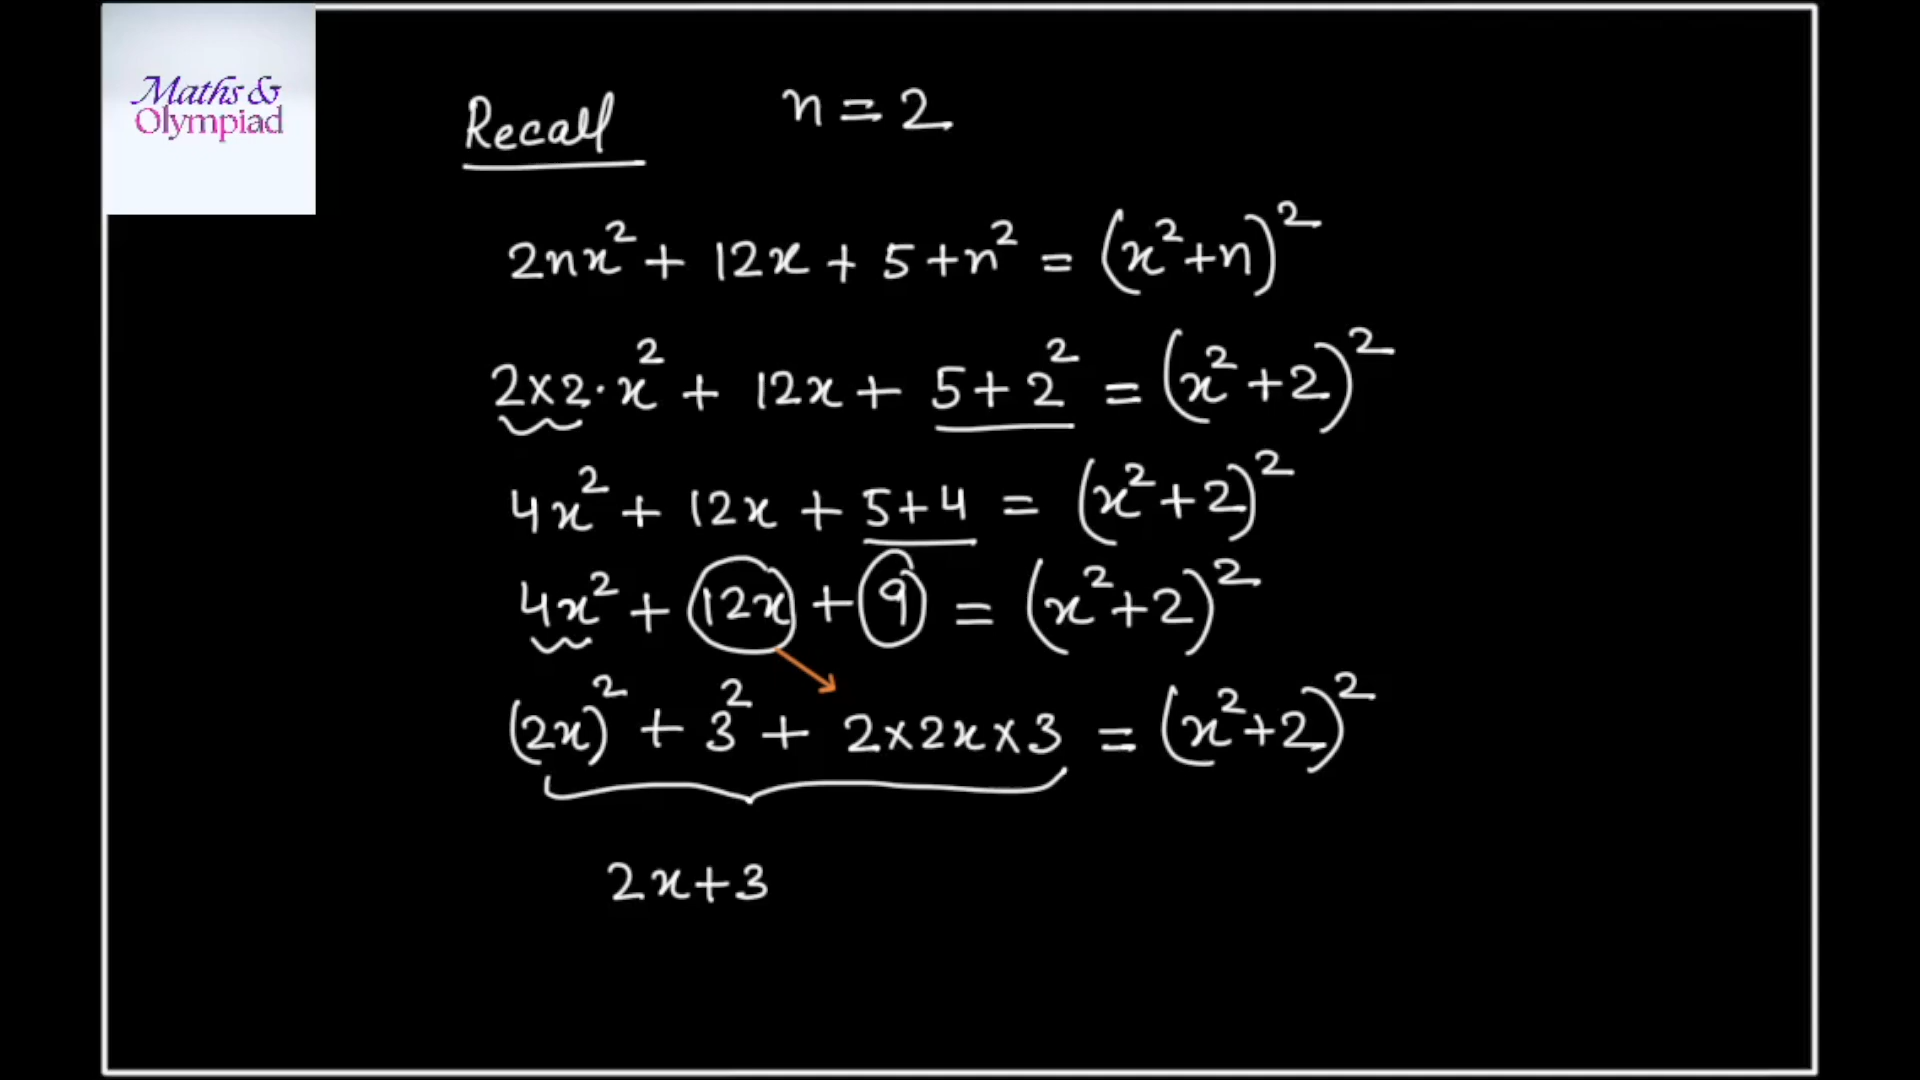 Maths &
Olympiad
Recall n = 2
2nx² + 12x + 5 + n² = (x² + n)²
2×2·x² + 12x + 5 + 2² = (x² + 2)²
4x² + 12x + 5 + 4 = (x² + 2)²
4x² + 12x + 9 = (x² + 2)²
(2x)² + 3² + 2×2x×3 = (x² + 2)²
2x + 3